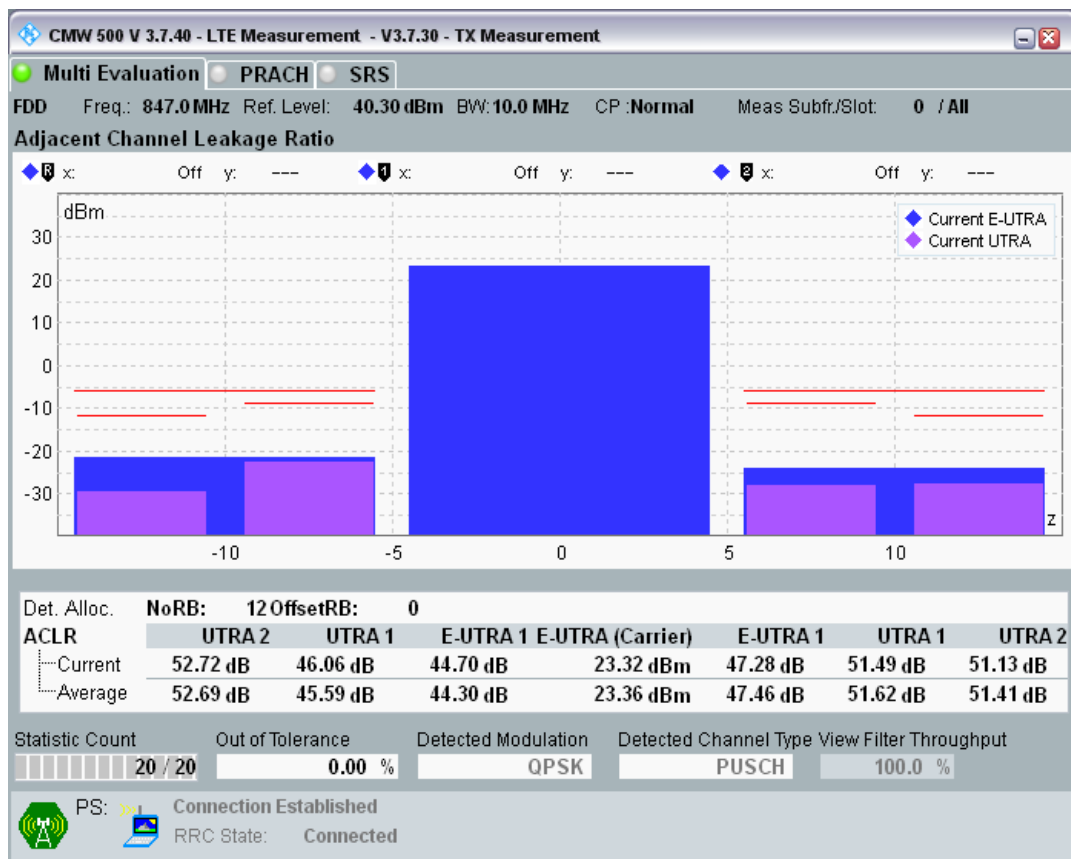 CMW 500 V 3.7.40 - LTE Measurement - V3.7.30 - TX Measurement
Multi Evaluation PRACH SRS
FDD Freq.: 847.0 MHz Ref. Level: 40.30 dBm BW: 10.0 MHz CP :Normal Meas Subfr./Slot: 0 / All
Adjacent Channel Leakage Ratio
R x: Off y: --- 1 x: Off y: --- 2 x: Off y: ---
dBm
Current E-UTRA
Current UTRA
30
20
10
0
-10
-20
-30
z
-10 -5 0 5 10
Det. Alloc. NoRB: 12 OffsetRB: 0
ACLR UTRA 2 UTRA 1 E-UTRA 1 E-UTRA (Carrier) E-UTRA 1 UTRA 1 UTRA 2
Current 52.72 dB 46.06 dB 44.70 dB 23.32 dBm 47.28 dB 51.49 dB 51.13 dB
Average 52.69 dB 45.59 dB 44.30 dB 23.36 dBm 47.46 dB 51.62 dB 51.41 dB
Statistic Count Out of Tolerance Detected Modulation Detected Channel Type View Filter Throughput
20 / 20 0.00 % QPSK PUSCH 100.0 %
PS: Connection Established
RRC State: Connected